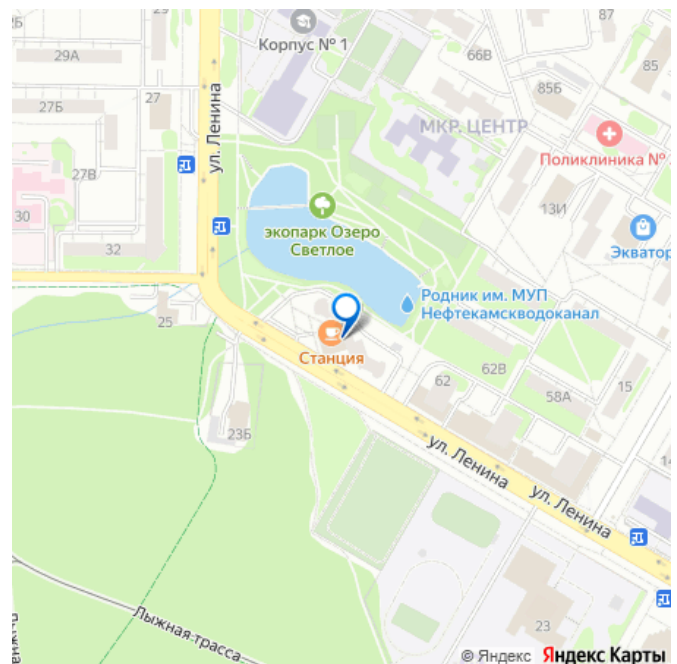 Б
Корпус № 1
87
29А
66В
85
85Б
27Б
27
ул. Ленина
МКР. ЦЕНТР
Поликлиника №
27В
30
13И
экопарк Озеро
Светлое
32
Экватор
Родник им. МУП
Нефтекамскводоканал
25
Станция
62В
62
15
58А
23Б
ул. Ленина
ул. Ленина
Лыжная трасса
23
© Яндекс Яндекс Карты